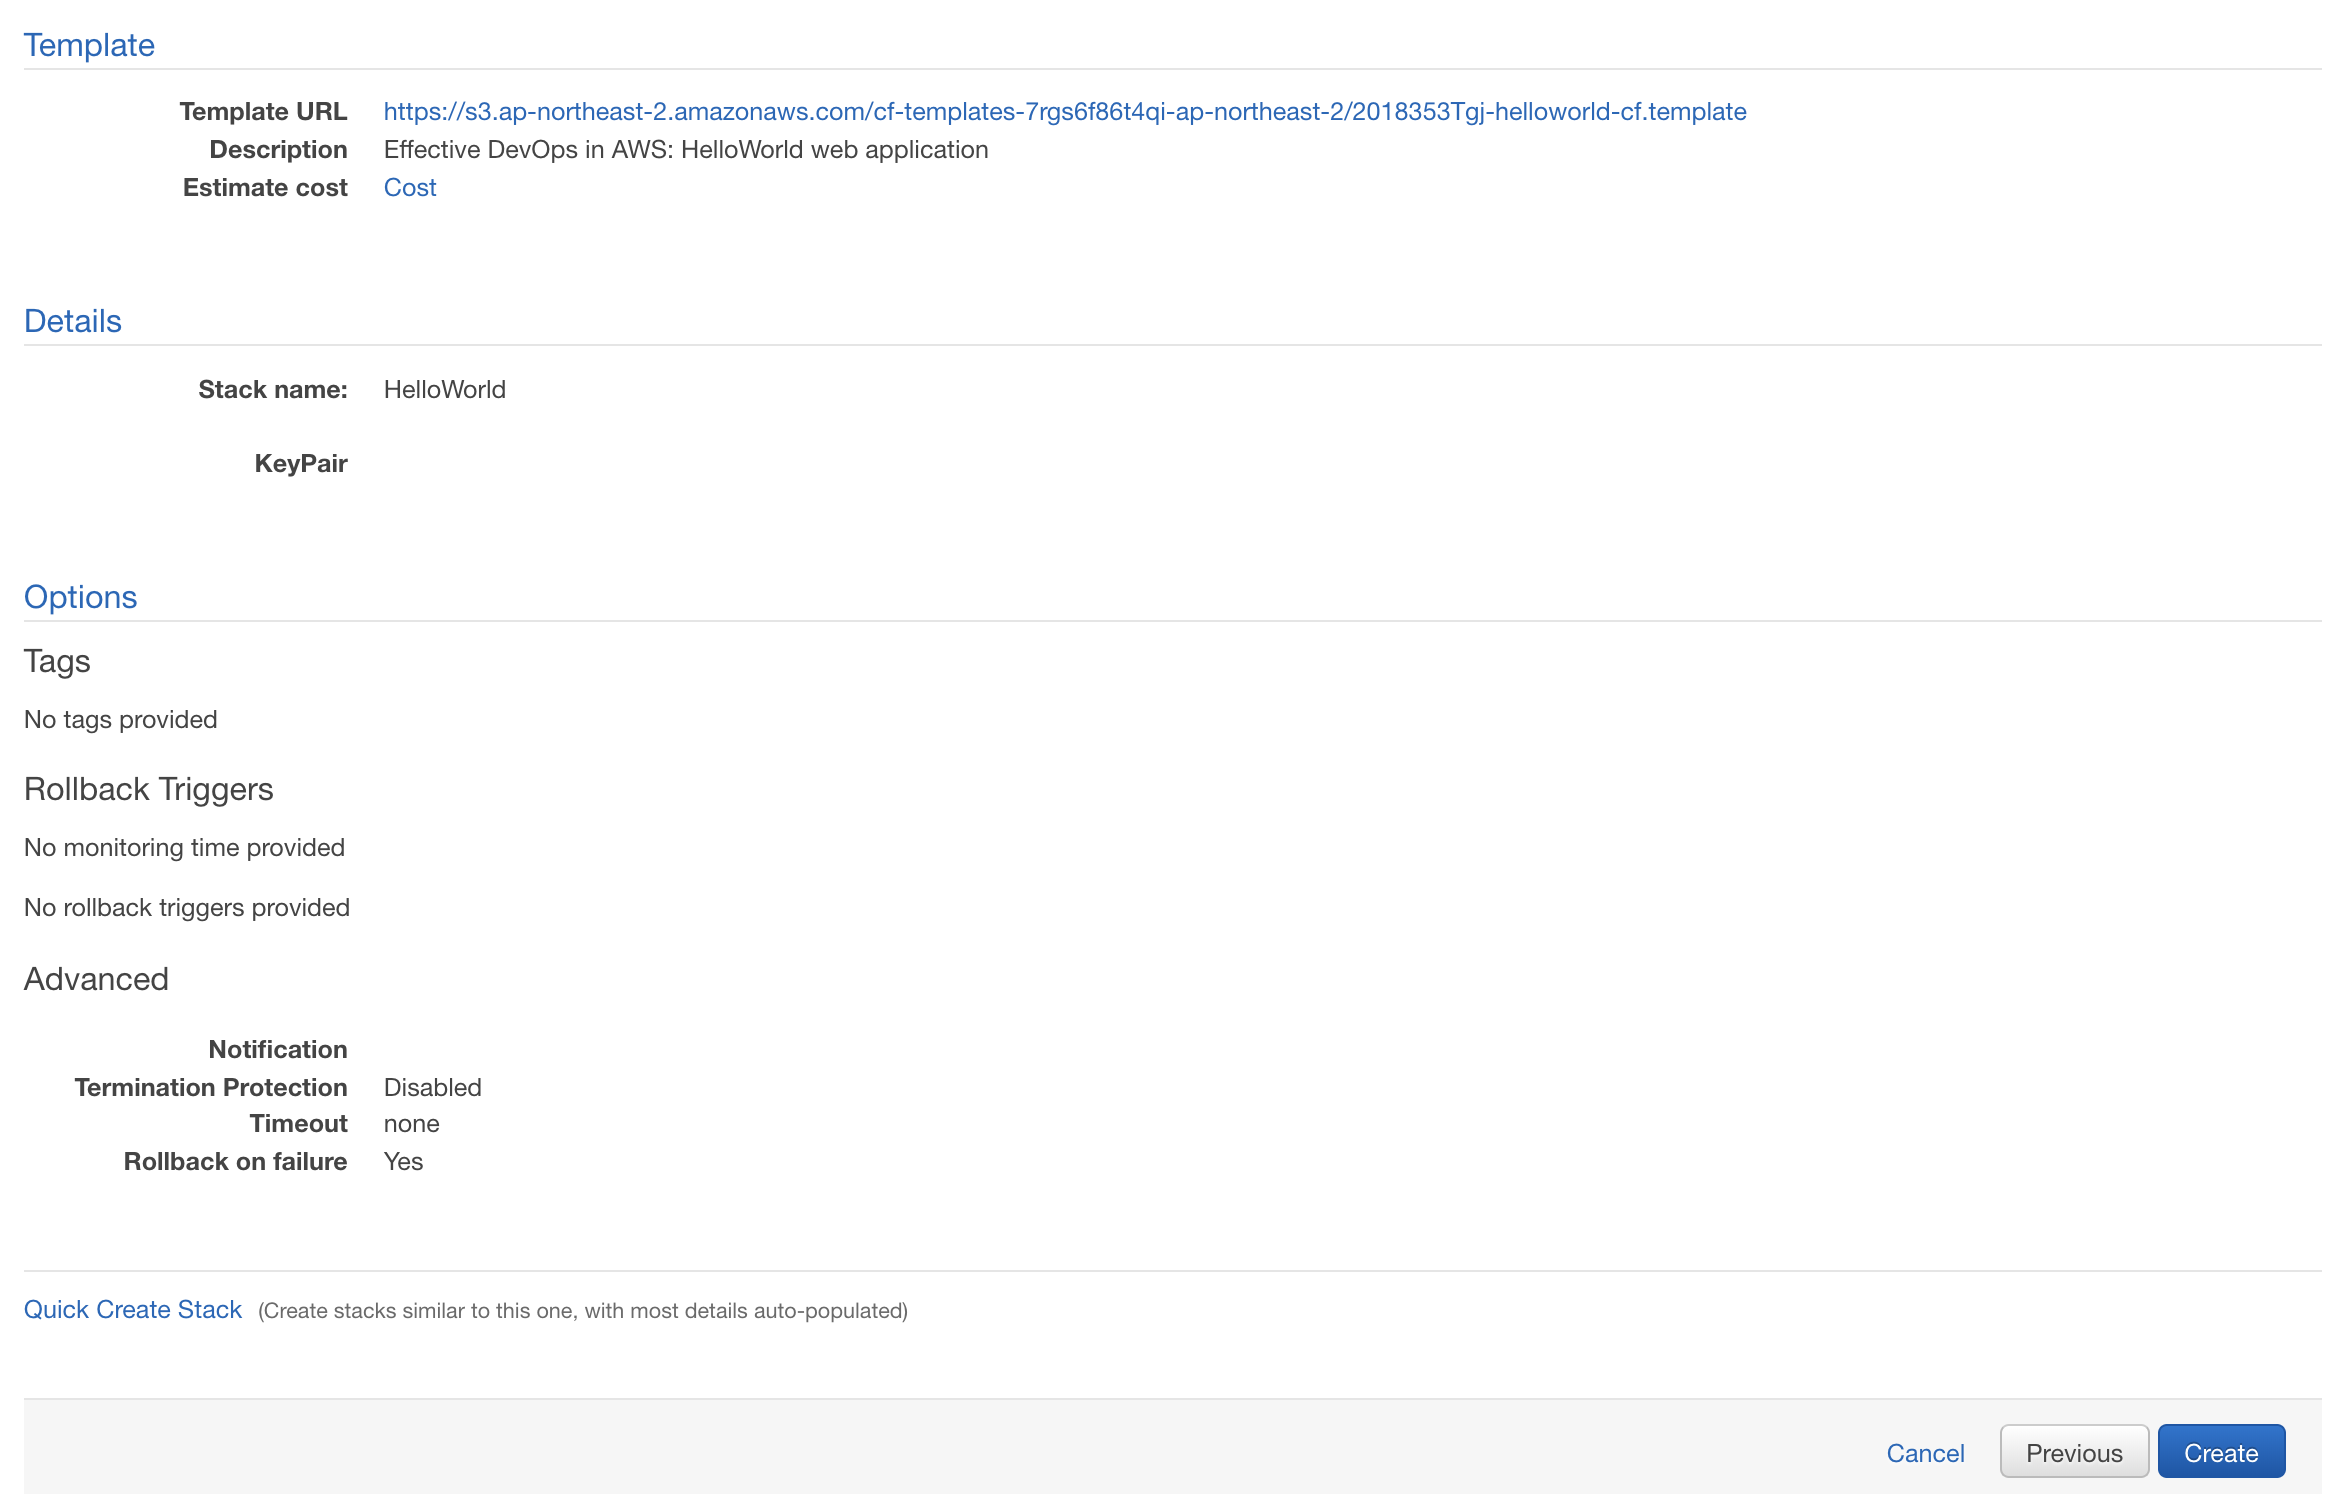 Template
Template URL https://s3.ap-northeast-2.amazonaws.com/cf-templates-7rgs6f86t4qi-ap-northeast-2/2018353Tgj-helloworld-cf.template
Description Effective DevOps in AWS: HelloWorld web application
Estimate cost Cost
Details
Stack name: HelloWorld
KeyPair
Options
Tags
No tags provided
Rollback Triggers
No monitoring time provided
No rollback triggers provided
Advanced
Notification
Termination Protection Disabled
Timeout none
Rollback on failure Yes
Quick Create Stack (Create stacks similar to this one, with most details auto-populated)
Cancel Previous Create